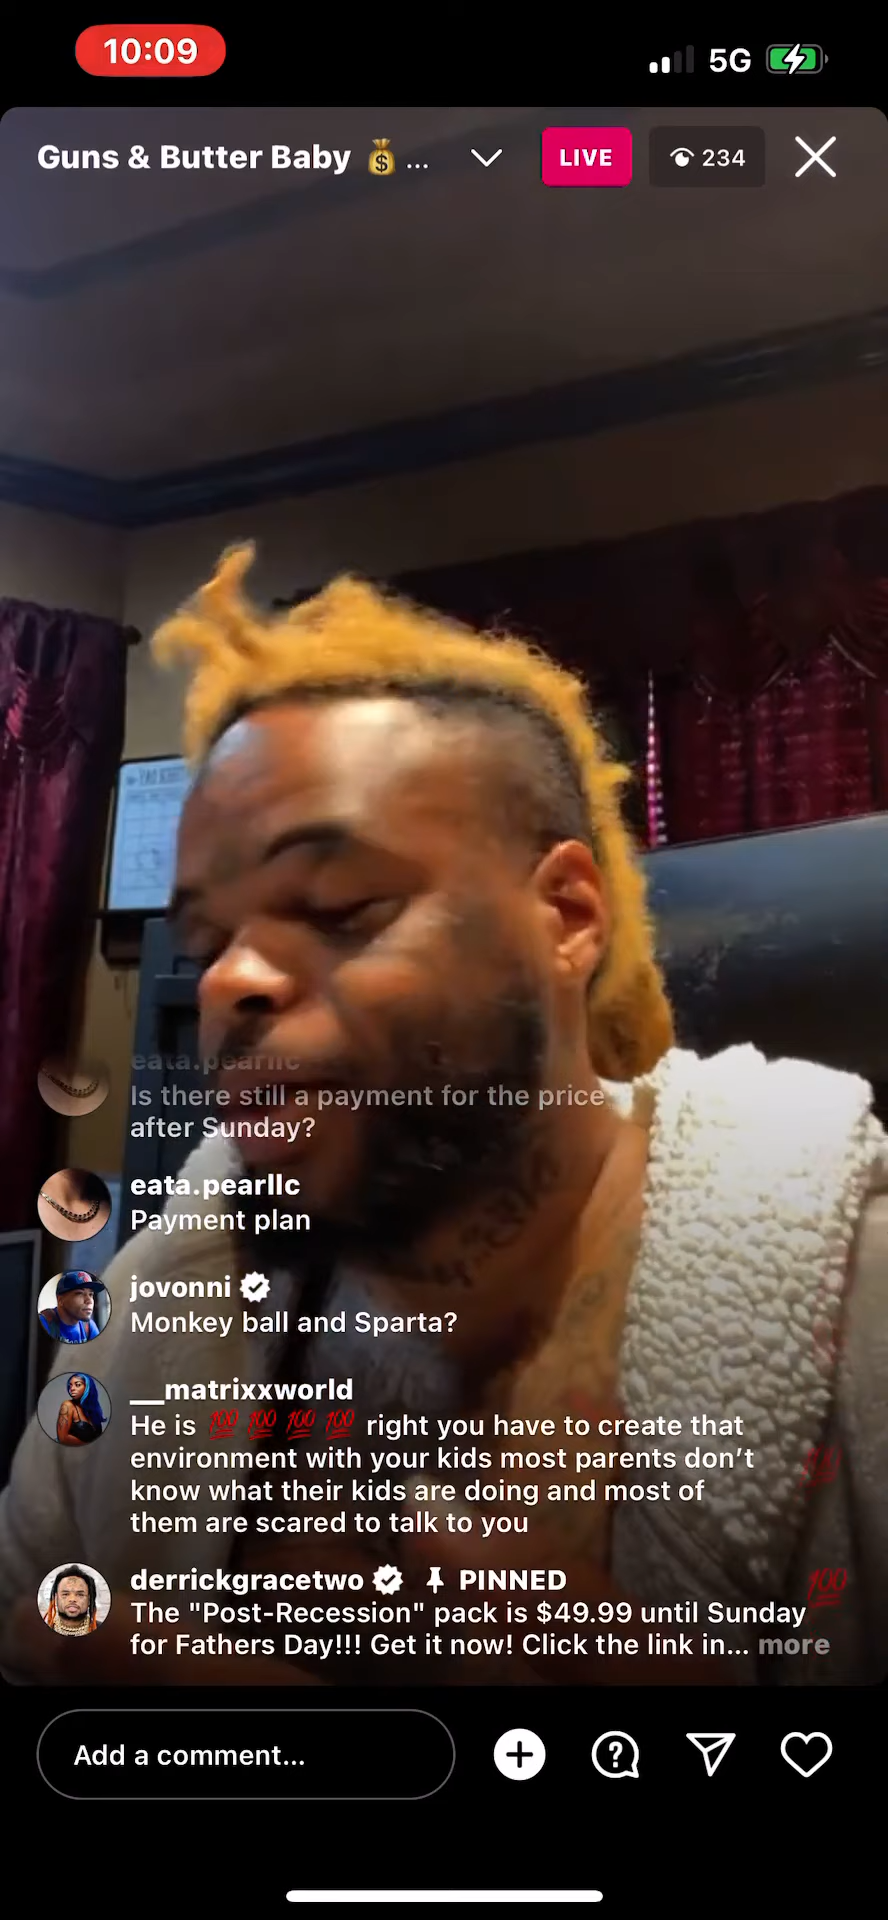 10:09
5G
Guns & Butter Baby 💰 ...
LIVE
234
eata.pearllc
Is there still a payment for the price
after Sunday?
eata.pearllc
Payment plan
jovonni
Monkey ball and Sparta?
__matrixxworld
He is 💯 💯 💯 💯 right you have to create that
environment with your kids most parents don't
know what their kids are doing and most of
them are scared to talk to you
derrickgracetwo PINNED
The "Post-Recession" pack is $49.99 until Sunday
for Fathers Day!!! Get it now! Click the link in... more
Add a comment...